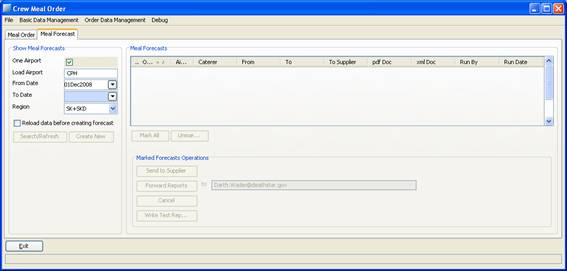 Crew Meal Order
File Basic Data Management Order Data Management Debug
Meal Order Meal Forecast
Show Meal Forecasts
One Airport
Load Airport CPH
From Date 01Dec2008
To Date
Region SK+SKD
Reload data before creating forecast
Search/Refresh Create New
Meal Forecasts
... O... Ai... Caterer From To To Supplier pdf Doc xml Doc Run By Run Date
Mark All Unmar...
Marked Forecasts Operations
Send to Supplier
Forward Reports to Darth.Wader@deathstar.gov
Cancel
Write Test Rep...
Exit